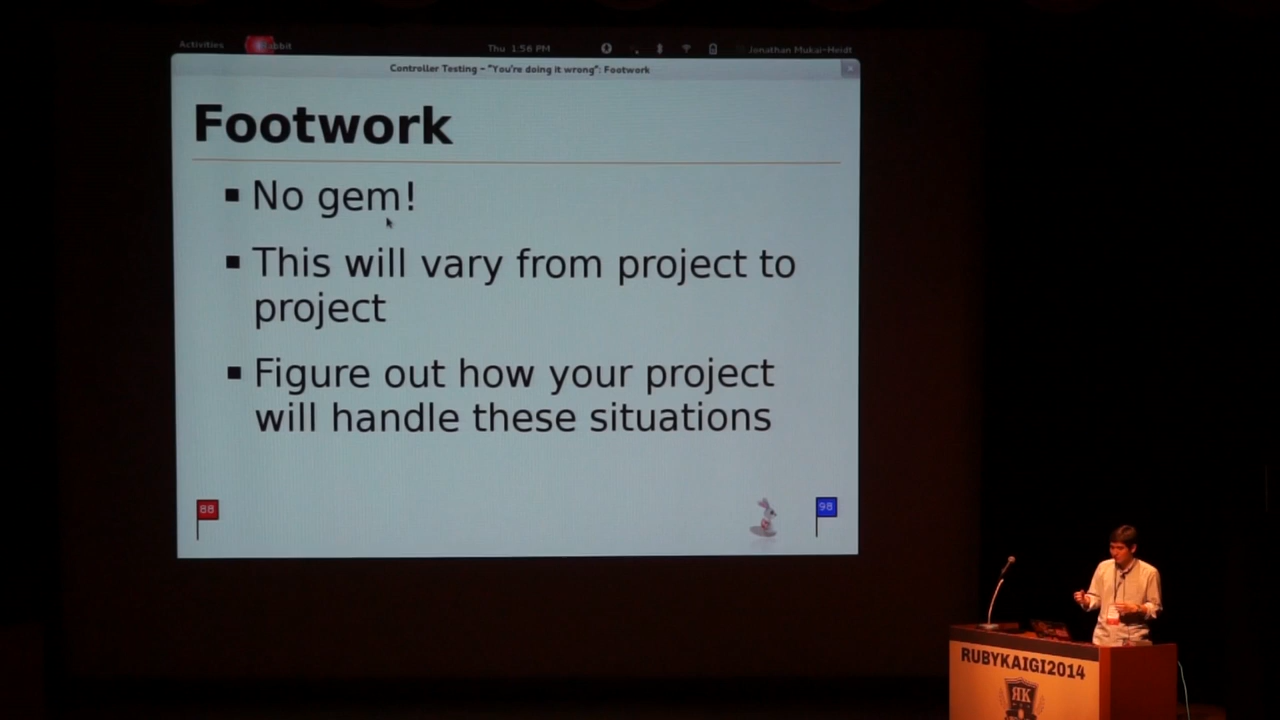 Activities
Thu 1:56 PM
Jonathan Mukai-Heidt
Controller Testing – "You're doing it wrong": Footwork
Footwork
No gem!
This will vary from project to
project
Figure out how your project
will handle these situations
88
98
RUBYKAIGI2014
RK